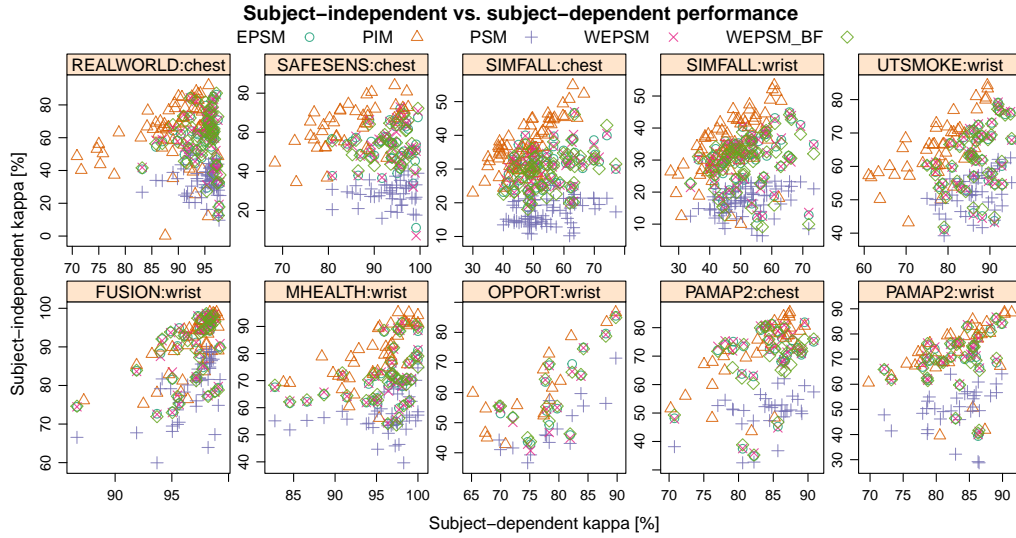 Subject−independent vs. subject−dependent performance
EPSM PIM PSM WEPSM WEPSM_BF
REALWORLD:chest SAFESENS:chest SIMFALL:chest SIMFALL:wrist UTSMOKE:wrist
0 20 40 60 80
20 40 60 80
10 20 30 40 50
10 20 30 40 50
40 50 60 70 80
70 75 80 85 90 95
70 80 90 100
30 40 50 60 70
30 40 50 60 70
60 70 80 90
FUSION:wrist MHEALTH:wrist OPPORT:wrist PAMAP2:chest PAMAP2:wrist
60 70 80 90 100
40 50 60 70 80 90
40 50 60 70 80
40 50 60 70 80
30 40 50 60 70 80 90
90 95
85 90 95 100
65 70 75 80 85 90
70 75 80 85 90
70 75 80 85 90
Subject−independent kappa [%]
Subject−dependent kappa [%]